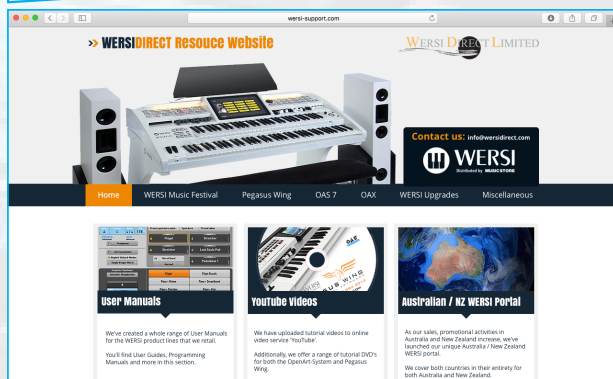 wersi-support.com
>> WERSIDIRECT Resouce Website
WERSI DIRECT LIMITED
Contact us: info@wersidirect.com
WERSI
Distributed by MUSICSTORE
Home WERSI Music Festival Pegasus Wing OAS 7 OAX WERSI Upgrades Miscellaneous
User Manuals
We've created a whole range of User Manuals
for the WERSI product lines that we retail.
You'll find User Guides, Programming
Manuals and more in this section.
YouTube Videos
We have uploaded tutorial videos to online
video service 'YouTube'.
Additionally, we offer a range of tutorial DVD's
for both the OpenArt-System and Pegasus
Wing.
Australian / NZ WERSI Portal
As our sales, promotional activities in
Australia and New Zealand increase, we've
launched our unique Australia / New Zealand
WERSI portal.
We cover both countries in their entirety for
both Australia and New Zealand.